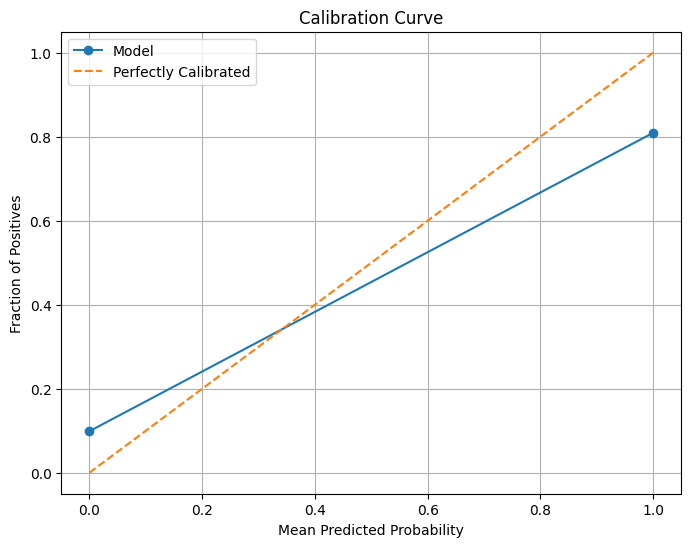 Calibration Curve
Model
Perfectly Calibrated
Fraction of Positives
1.0
0.8
0.6
0.4
0.2
0.0
0.0 0.2 0.4 0.6 0.8 1.0
Mean Predicted Probability